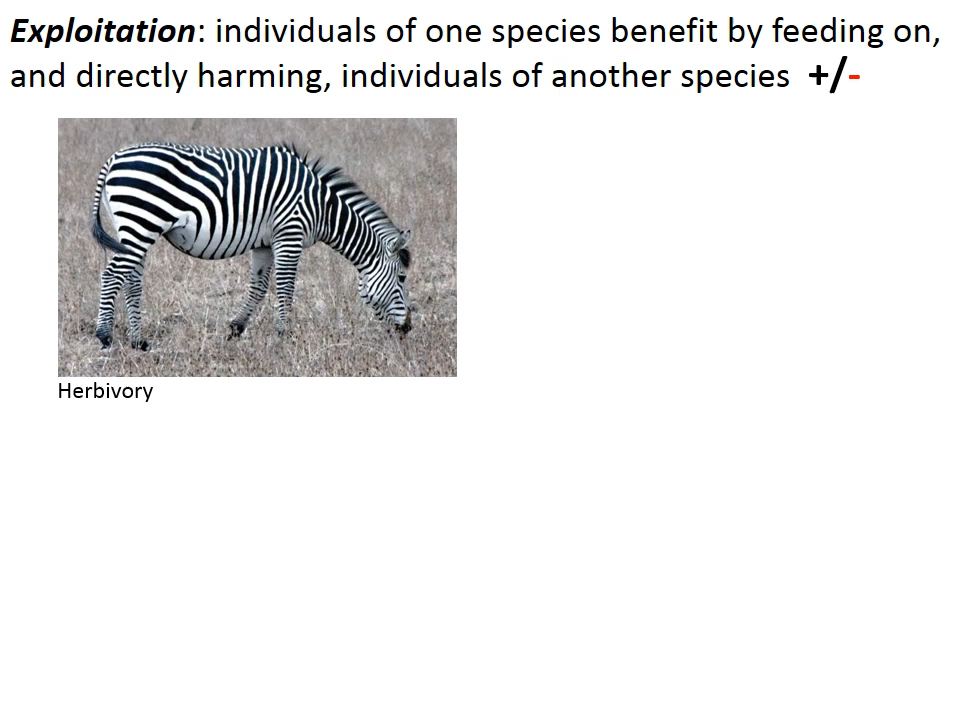 Exploitation: individuals of one species benefit by feeding on,
and directly harming, individuals of another species +/-
Herbivory